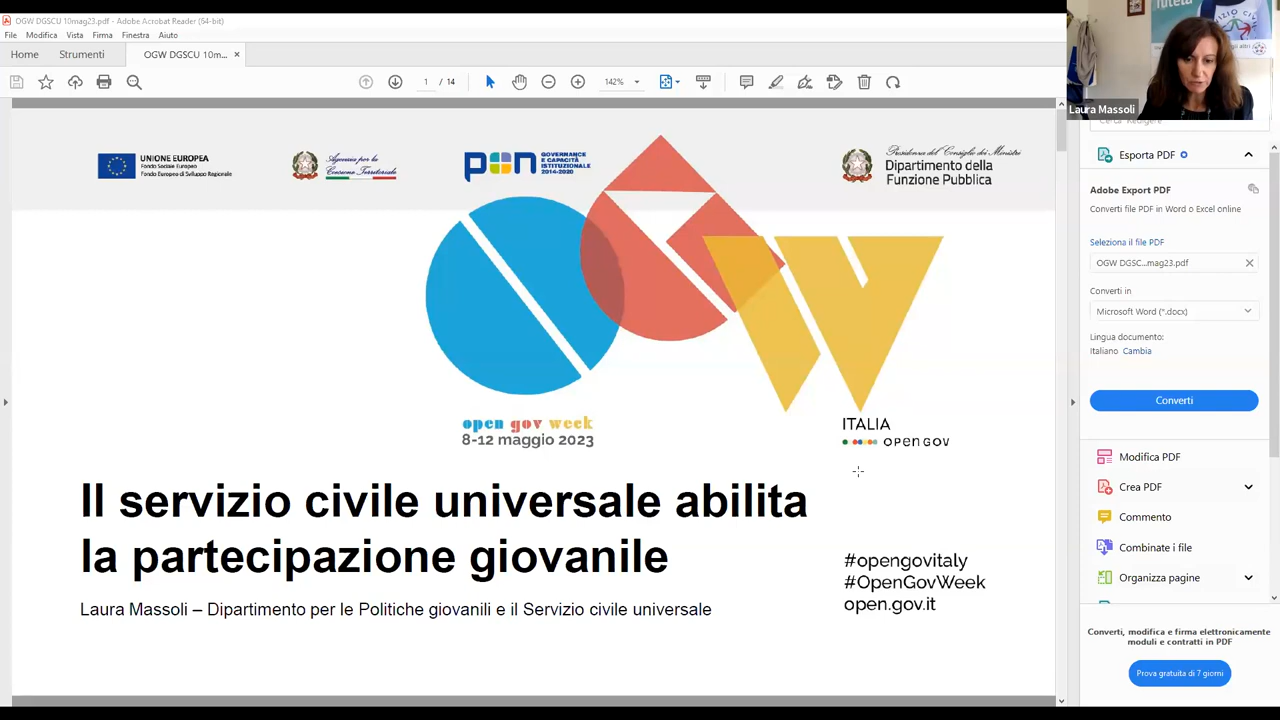 OGW DGSCU 10mag23.pdf - Adobe Acrobat Reader (64-bit)
File Modifica Vista Firma Finestra Aiuto
Home Strumenti OGW DGSCU 10m... ×
1 / 14 142%
Laura Massoli
UNIONE EUROPEA
Fondo Sociale Europeo
Fondo Europeo di Sviluppo Regionale
Agenzia per la
Coesione Territoriale
pon GOVERNANCE
E CAPACITÀ
ISTITUZIONALE
2014-2020
Presidenza del Consiglio dei Ministri
Dipartimento della
Funzione Pubblica
open gov week
8-12 maggio 2023
ITALIA
open gov
Il servizio civile universale abilita
la partecipazione giovanile
Laura Massoli – Dipartimento per le Politiche giovanili e il Servizio civile universale
#opengovitaly
#OpenGovWeek
open.gov.it
Esporta PDF
Adobe Export PDF
Converti file PDF in Word o Excel online
Seleziona il file PDF
OGW DGSC...mag23.pdf
Converti in
Microsoft Word (*.docx)
Lingua documento:
Italiano Cambia
Converti
Modifica PDF
Crea PDF
Commento
Combinate i file
Organizza pagine
Converti, modifica e firma elettronicamente
moduli e contratti in PDF
Prova gratuita di 7 giorni